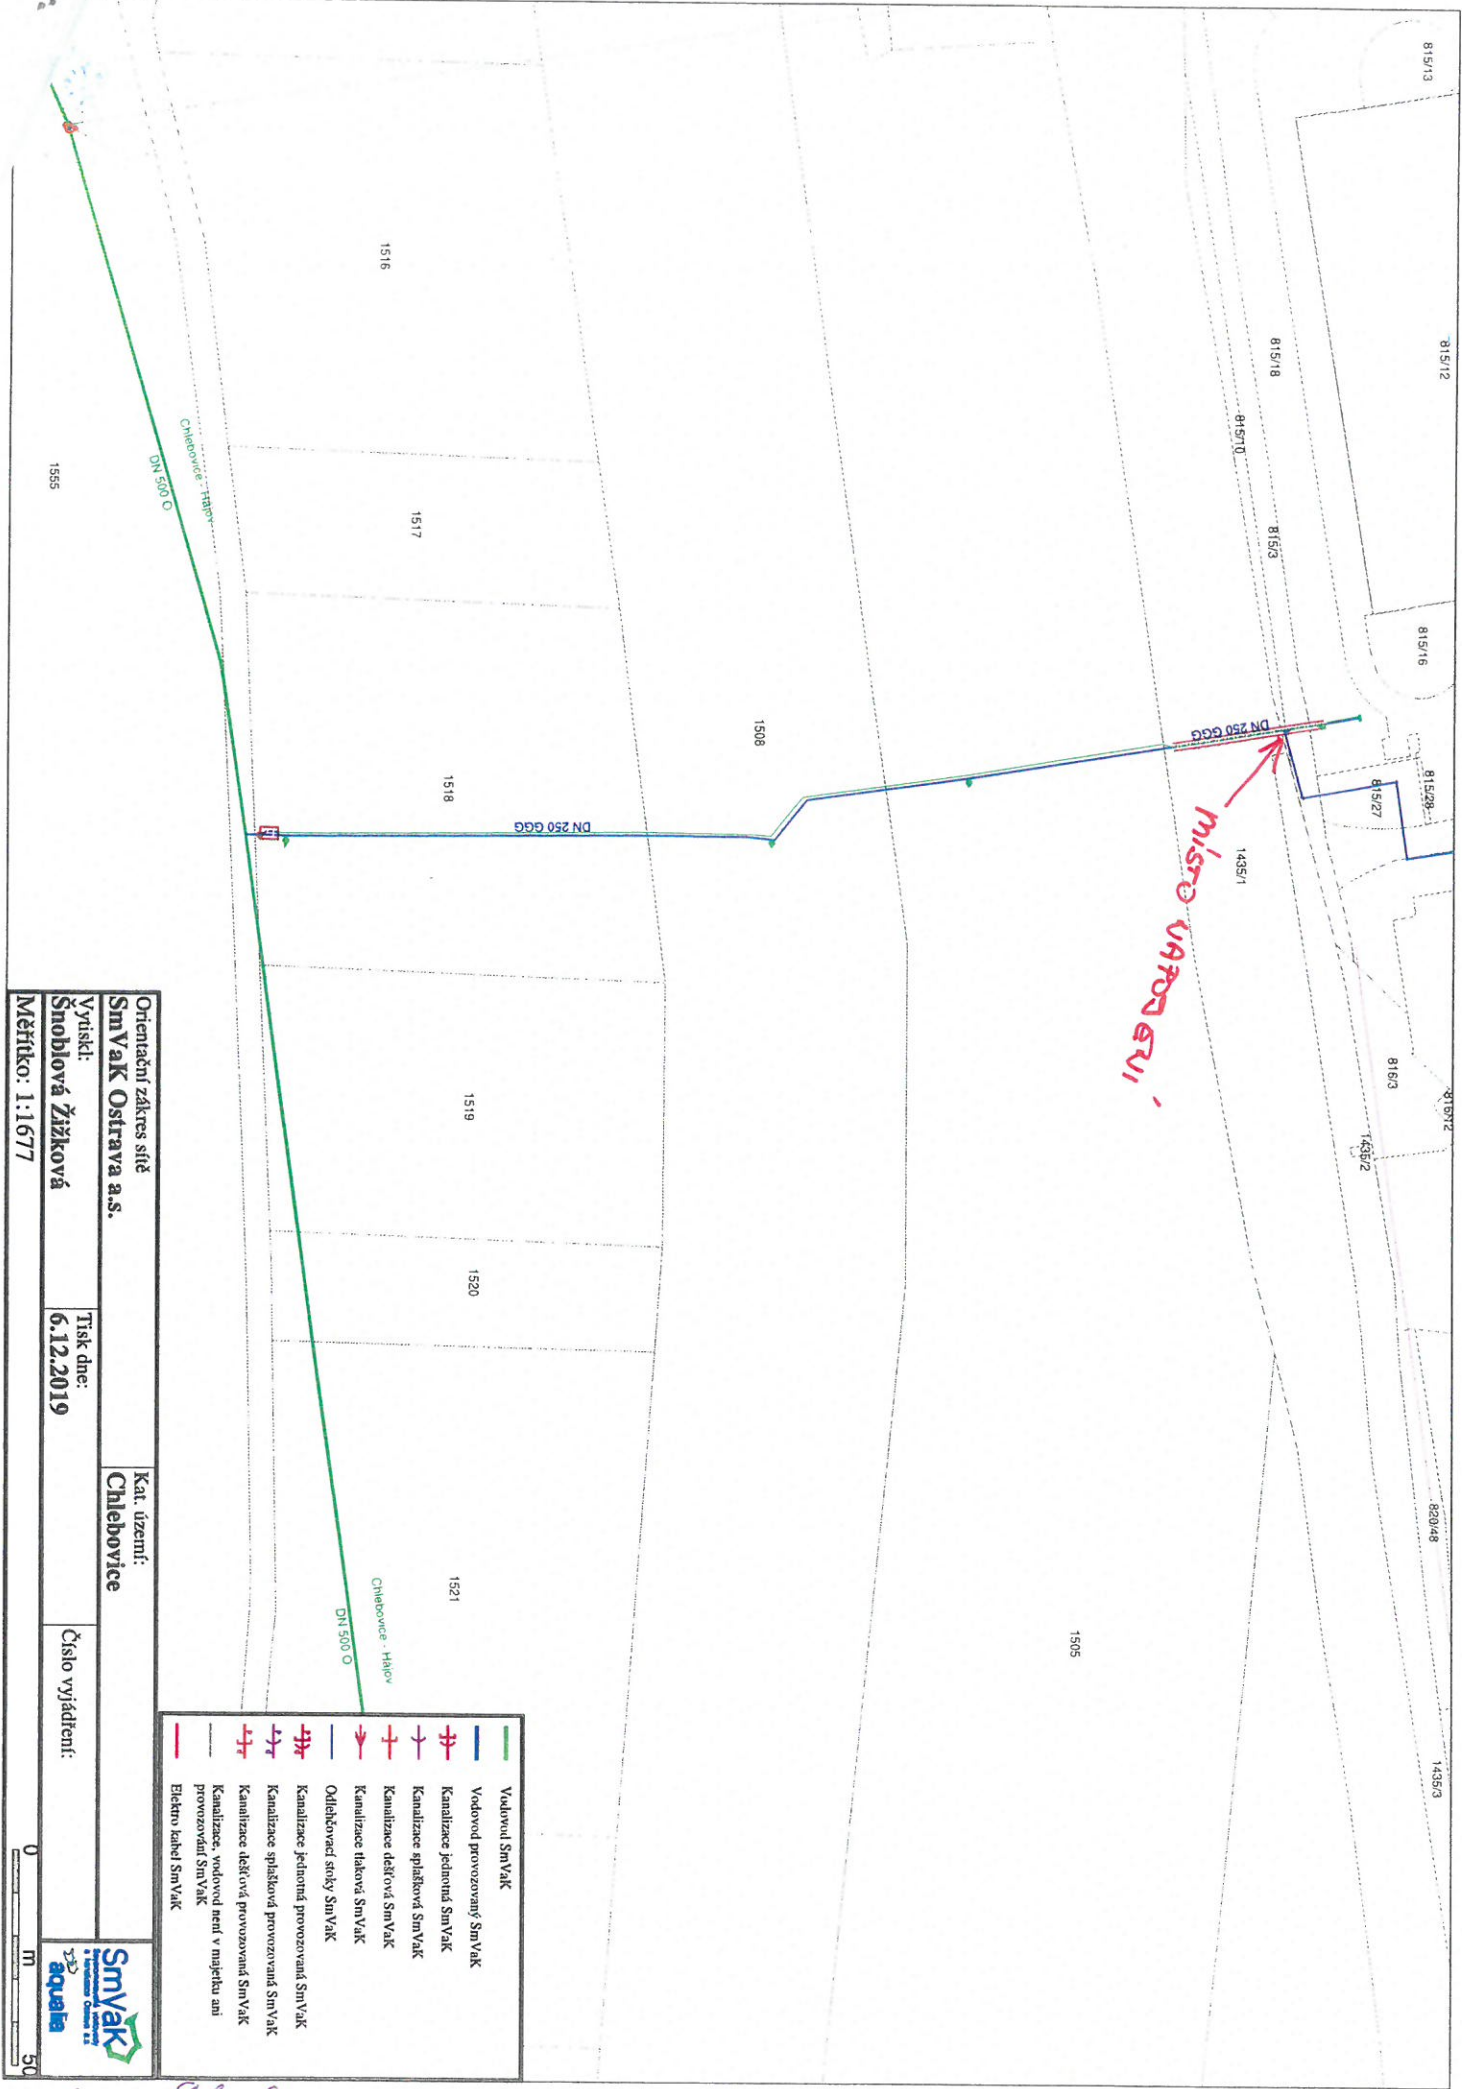 815/13
815/12
815/18
815/10
815/3
815/16
815/28
815/27
816/3
816/12
1435/2
820/48
1435/3
1435/1
1505
1508
1516
1517
1518
1519
1520
1521
1555
DN 250 GGG
DN 250 GGG
MÍSTO
Chlebovice - Hájov
DN 500 O
Chlebovice - Hájov
DN 500 O
Vodovod SmVaK
Vodovod provozovaný SmVaK
Kanalizace jednotná SmVaK
Kanalizace splašková SmVaK
Kanalizace dešťová SmVaK
Kanalizace tlaková SmVaK
Odlehčovací stoky SmVaK
Kanalizace jednotná provozovaná SmVaK
Kanalizace splašková provozovaná SmVaK
Kanalizace dešťová provozovaná SmVaK
Kanalizace, vodovod není v majetku ani
provozování SmVaK
Elektro kabel SmVaK
Orientační zákres sítě
SmVaK Ostrava a.s.
Kat. území:
Chlebovice
Vytiskl:
Šnoblová Žižková
Tisk dne:
6.12.2019
Číslo vyjádření:
Měřítko: 1:1677
0 m 50
SmVaK
aqualia